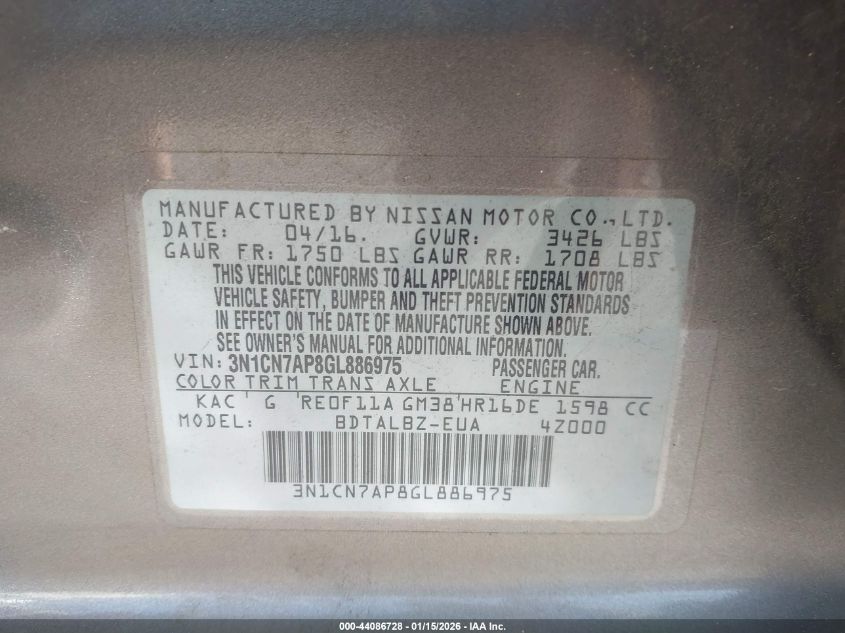 MANUFACTURED BY NISSAN MOTOR CO., LTD.
DATE: 04/16. GVWR: 3426 LBS
GAWR FR: 1750 LBS GAWR RR: 1708 LBS
THIS VEHICLE CONFORMS TO ALL APPLICABLE FEDERAL MOTOR
VEHICLE SAFETY, BUMPER AND THEFT PREVENTION STANDARDS
IN EFFECT ON THE DATE OF MANUFACTURE SHOWN ABOVE.
SEE OWNER'S MANUAL FOR ADDITIONAL INFORMATION.
VIN: 3N1CN7AP8GL886975 PASSENGER CAR.
COLOR TRIM TRANS AXLE ENGINE
KAC G RE0F11A GM38 HR16DE 1598 CC
MODEL: BDTALBZ-EUA 4Z000
3N1CN7AP8GL886975
000-44086728 - 01/15/2026 - IAA Inc.